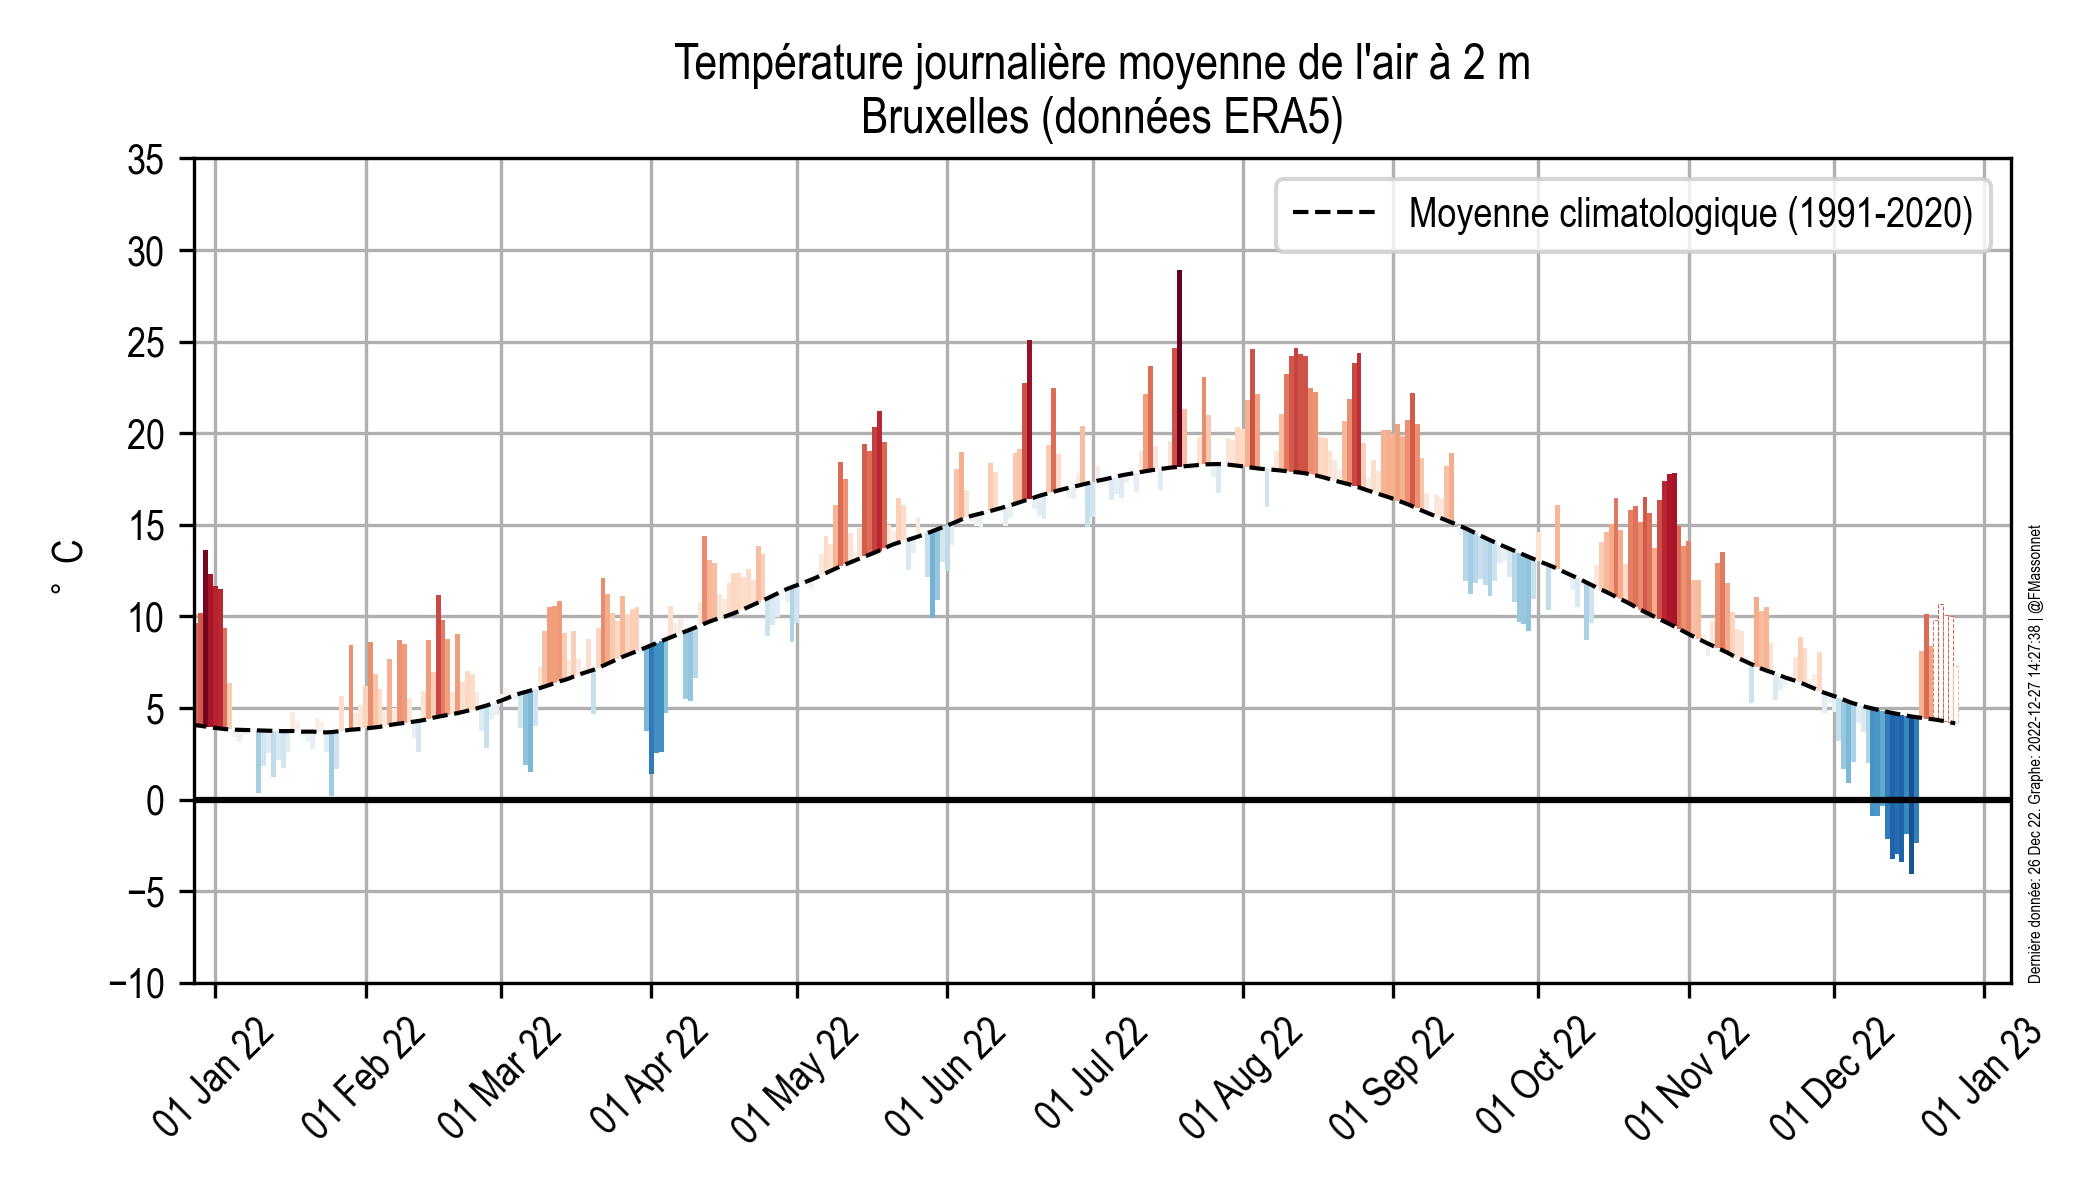 Température journalière moyenne de l'air à 2 m
Bruxelles (données ERA5)
Moyenne climatologique (1991-2020)
35
30
25
20
15
10
5
0
−5
−10
° C
01 Jan 22
01 Feb 22
01 Mar 22
01 Apr 22
01 May 22
01 Jun 22
01 Jul 22
01 Aug 22
01 Sep 22
01 Oct 22
01 Nov 22
01 Dec 22
01 Jan 23
Dernière donnée: 26 Dec 22. Graphe: 2022-12-27 14:27:38 | @FMassonnet